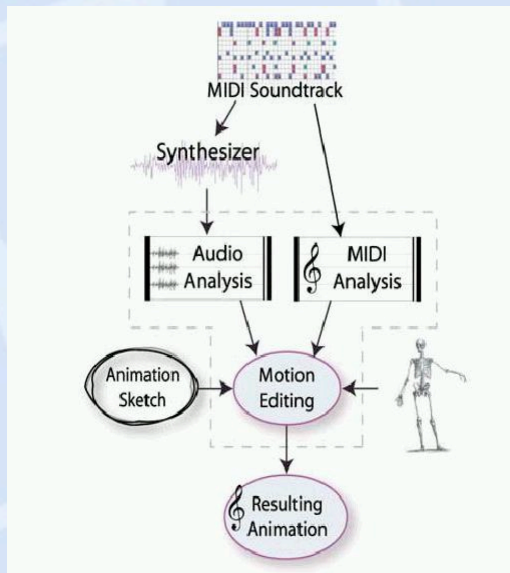 MIDI Soundtrack
Synthesizer
Audio
Analysis
MIDI
Analysis
Animation
Sketch
Motion
Editing
Resulting
Animation